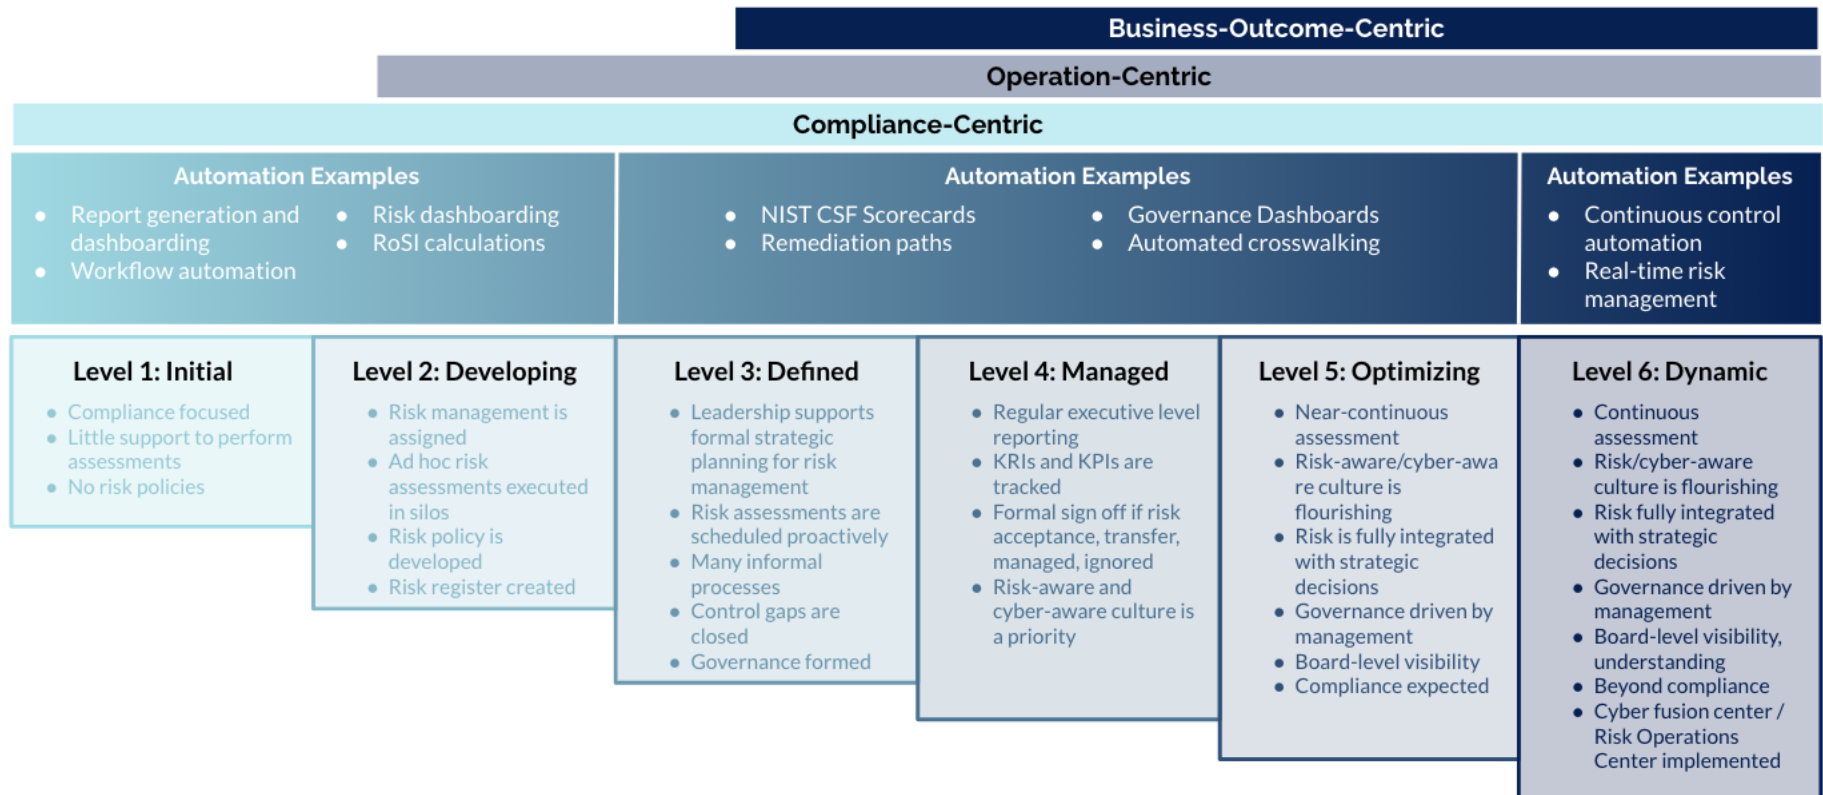 Business-Outcome-Centric
Operation-Centric
Compliance-Centric
Automation Examples
● Report generation and
dashboarding
● Workflow automation
● Risk dashboarding
● RoSI calculations
Automation Examples
● NIST CSF Scorecards
● Remediation paths
● Governance Dashboards
● Automated crosswalking
Automation Examples
● Continuous control
automation
● Real-time risk
management
Level 1: Initial
● Compliance focused
● Little support to perform
assessments
● No risk policies
Level 2: Developing
● Risk management is
assigned
● Ad hoc risk
assessments executed
in silos
● Risk policy is
developed
● Risk register created
Level 3: Defined
● Leadership supports
formal strategic
planning for risk
management
● Risk assessments are
scheduled proactively
● Many informal
processes
● Control gaps are
closed
● Governance formed
Level 4: Managed
● Regular executive level
reporting
● KRIs and KPIs are
tracked
● Formal sign off if risk
acceptance, transfer,
managed, ignored
● Risk-aware and
cyber-aware culture is
a priority
Level 5: Optimizing
● Near-continuous
assessment
● Risk-aware/cyber-awa
re culture is
flourishing
● Risk is fully integrated
with strategic
decisions
● Governance driven by
management
● Board-level visibility
● Compliance expected
Level 6: Dynamic
● Continuous
assessment
● Risk/cyber-aware
culture is flourishing
● Risk fully integrated
with strategic
decisions
● Governance driven by
management
● Board-level visibility,
understanding
● Beyond compliance
● Cyber fusion center /
Risk Operations
Center implemented